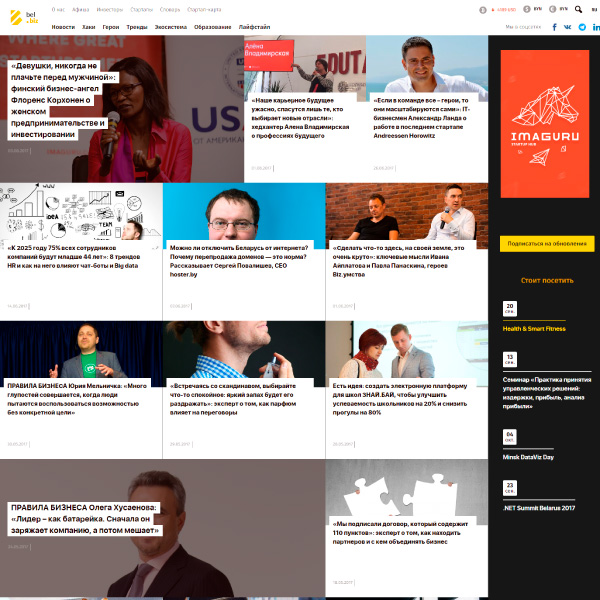 bel
.biz
О нас Афиша Инвесторы Стартапы Словарь Стартап-карта
BYN BYN RU
Новости Хаки Герои Тренды Экосистема Образование Лайфстайл
Мы в соцсетях
«Девушки, никогда не
плачьте перед мужчиной»:
финский бизнес-ангел
Флоренс Корхонен о
женском
предпринимательстве и
инвестировании
WHERE GREAT
USA
Алёна
Владимирская
«Наше карьерное будущее
ужасно, спасутся лишь те, кто
выбирает новые отрасли»:
хедхантер Алена Владимирская
о профессиях будущего
«Если в команде все – герои, то
они масштабируются сами»: IT-
бизнесмен Александр Ланда о
работе в последнем стартапе
Andreessen Horowitz
IMAGURU
STARTUP HUB
Подписаться на обновления
Стоит посетить
20
СЕН.
Health & Smart Fitness
13
СЕН.
Семинар «Практика принятия
управленческих решений:
издержки, прибыль, анализ
прибыли»
04
ОКТ.
Minsk DataViz Day
23
СЕН.
.NET Summit Belarus 2017
IDEA
TEAM
«К 2025 году 75% всех сотрудников
компаний будут младше 44 лет»: 8 трендов
HR и как на него влияют чат-боты и Big data
Можно ли отключить Беларусь от интернета?
Почему перепродажа доменов — это норма?
Рассказывает Сергей Повалишев, CEO
hoster.by
«Сделать что-то здесь, на своей земле, это
очень круто»: ключевые мысли Ивана
Айплатова и Павла Панаскина, героев
Biz.умства
ПРАВИЛА БИЗНЕСА Юрия Мельничка: «Много
глупостей совершается, когда люди
пытаются воспользоваться возможностью
без конкретной цели»
«Встречаясь со скандинавом, выбирайте
что-то спокойное: яркий запах будет его
раздражать»: эксперт о том, как парфюм
влияет на переговоры
Есть идея: создать электронную платформу
для школ ЗНАЙ.БАЙ, чтобы улучшить
успеваемость школьников на 20% и снизить
прогулы на 80%
ПРАВИЛА БИЗНЕСА Олега Хусаенова:
«Лидер – как батарейка. Сначала он
заряжает компанию, а потом мешает»
«Мы подписали договор, который содержит
110 пунктов»: эксперт о том, как находить
партнеров и с кем объединять бизнес